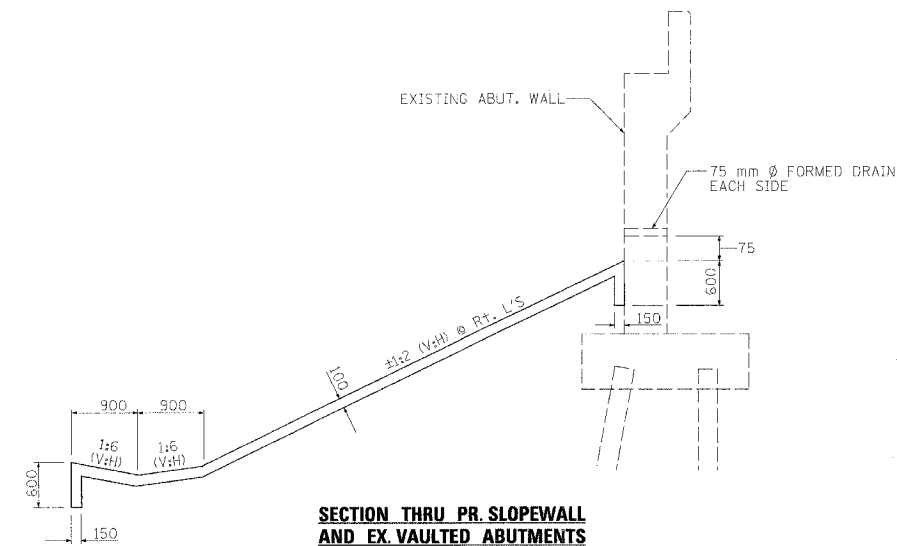 EXISTING ABUT. WALL
75 mm Ø FORMED DRAIN
EACH SIDE
75
600
150
±1:2 (V:H) @ Rt. L'S
100
900
900
1:6
(V:H)
1:6
(V:H)
600
150
SECTION THRU PR. SLOPEWALL
AND EX. VAULTED ABUTMENTS